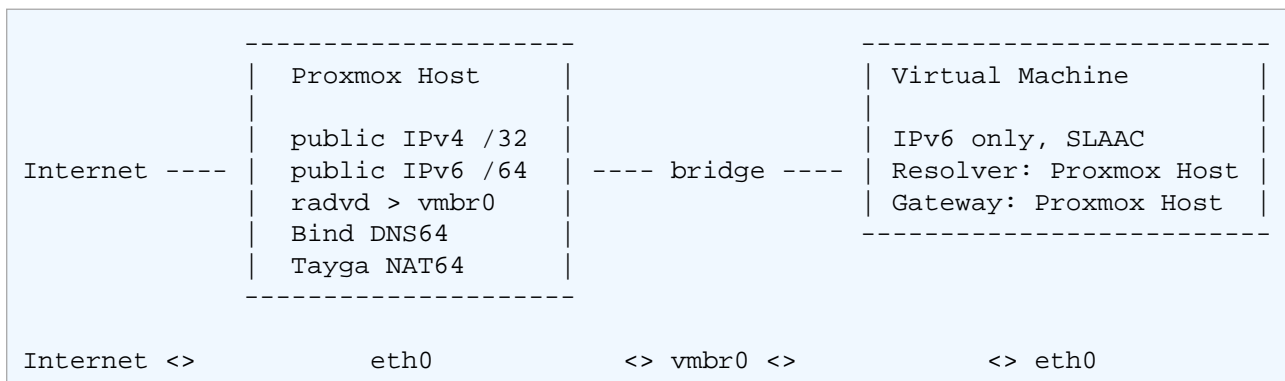 ---------------------          --------------------------
|  Proxmox Host     |          | Virtual Machine        |
|                   |          |                        |
|  public IPv4 /32  |          | IPv6 only, SLAAC       |
Internet ---- |  public IPv6 /64  | ---- bridge ---- | Resolver: Proxmox Host |
|  radvd > vmbr0    |          | Gateway: Proxmox Host  |
|  Bind DNS64       |          --------------------------
|  Tayga NAT64      |
---------------------
Internet <>          eth0          <> vmbr0 <>          <> eth0